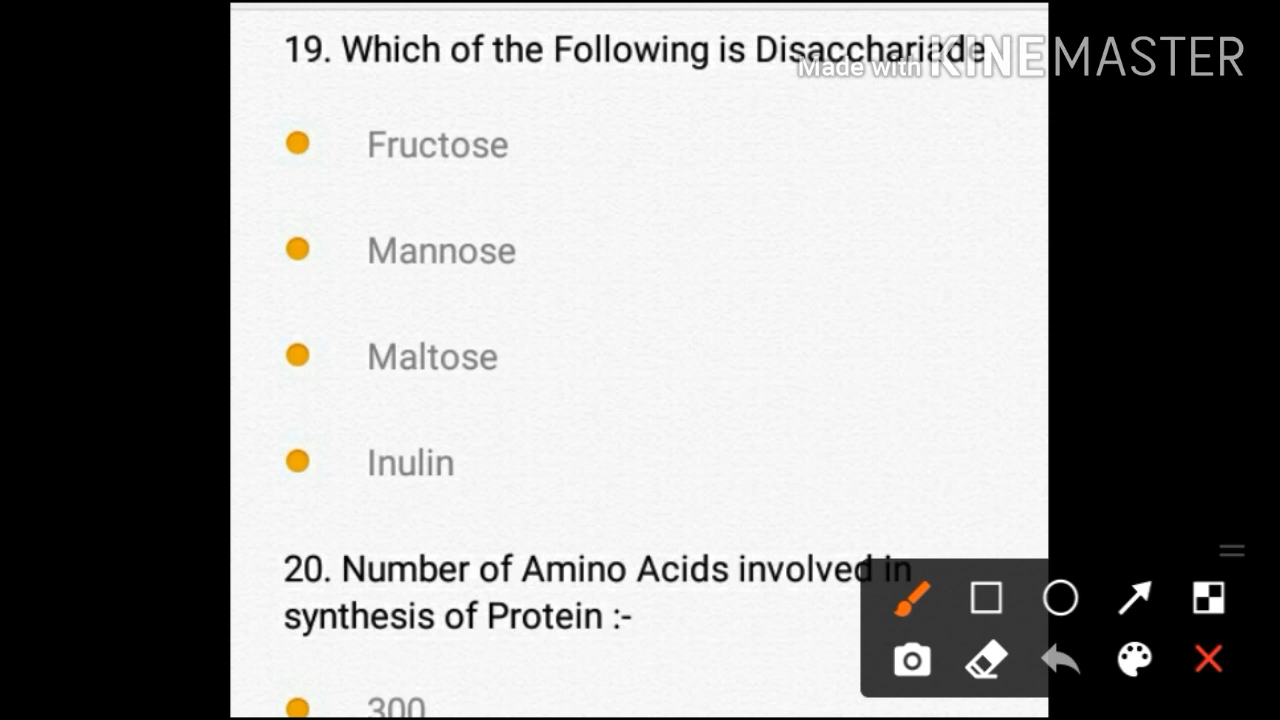 19. Which of the Following is Disacchariade
Made with KINEMASTER
Fructose
Mannose
Maltose
Inulin
20. Number of Amino Acids involved in
synthesis of Protein :-
300